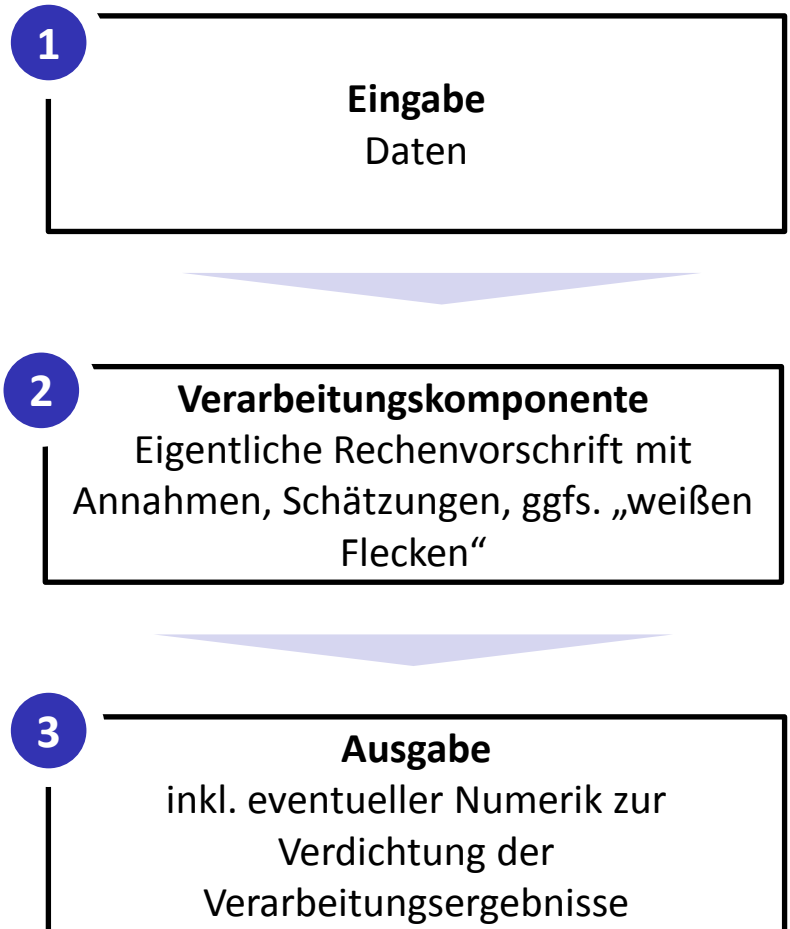 1
Eingabe
Daten
2
Verarbeitungskomponente
Eigentliche Rechenvorschrift mit
Annahmen, Schätzungen, ggfs. „weißen
Flecken“
3
Ausgabe
inkl. eventueller Numerik zur
Verdichtung der
Verarbeitungsergebnisse